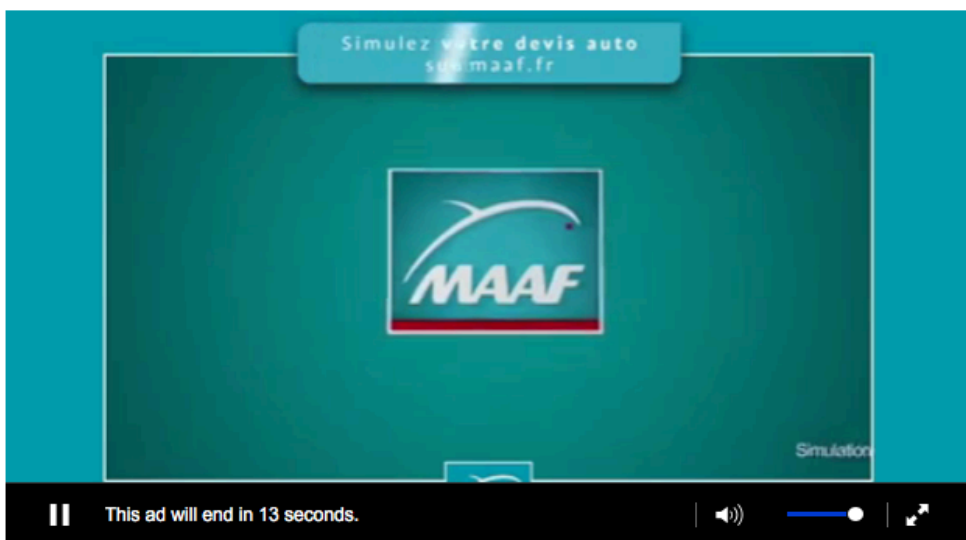 Simulez votre devis auto
sur maaf.fr
MAAF
Simulation
This ad will end in 13 seconds.